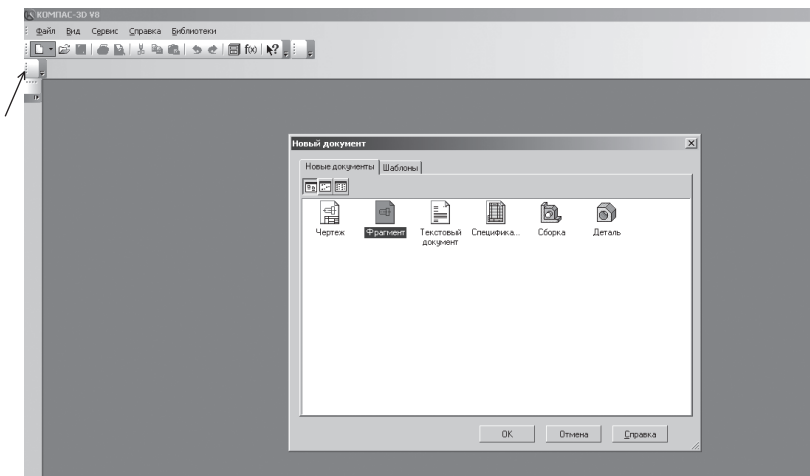 КОМПАС-3D V8
Файл Вид Сервис Справка Библиотеки
f(x)
Новый документ
Новые документы Шаблоны
Чертеж Фрагмент Текстовый документ Специфика... Сборка Деталь
OK Отмена Справка